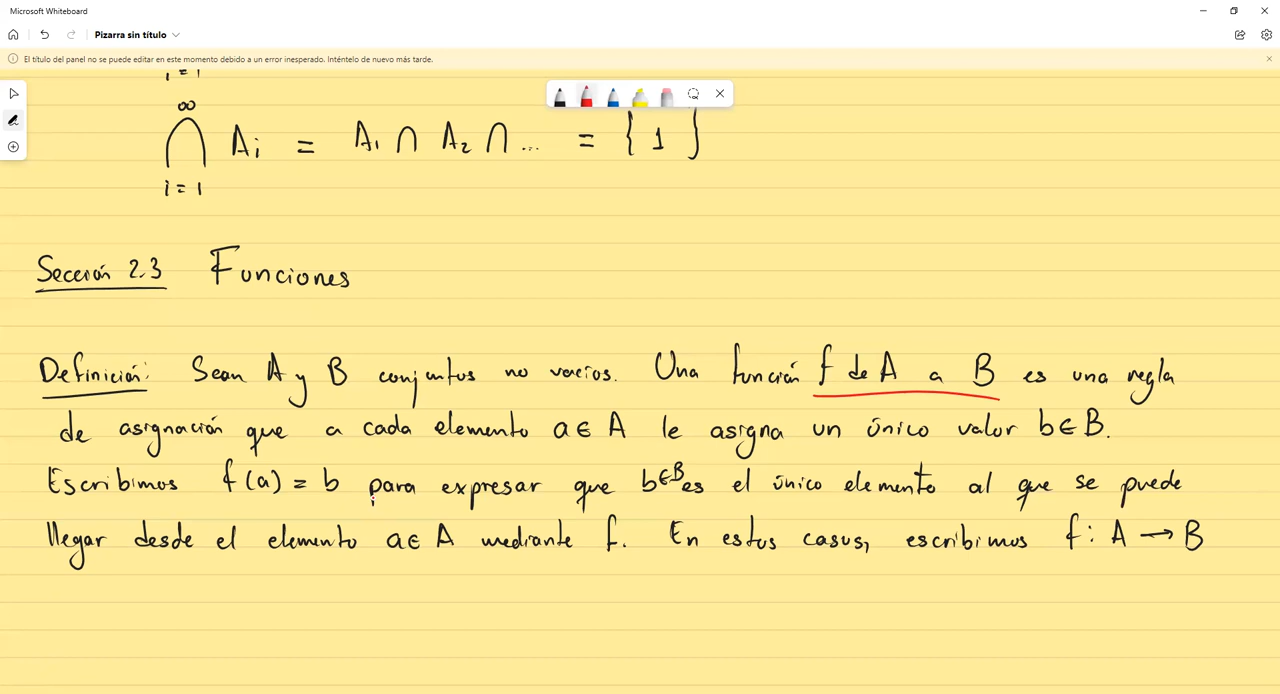 Microsoft Whiteboard
Pizarra sin título
El título del panel no se puede editar en este momento debido a un error inesperado. Inténtelo de nuevo más tarde.
i = 1
∞
⋂ Ai = A₁ ∩ A₂ ∩ ... = { 1 }
i = 1
Sección 2.3 Funciones
Definición: Sean A y B conjuntos no vacíos. Una función f de A a B es una regla
de asignación que a cada elemento a ∈ A le asigna un único valor b ∈ B.
Escribimos f(a) = b para expresar que b ∈ B es el único elemento al que se puede
llegar desde el elemento a ∈ A mediante f. En estos casos, escribimos f: A → B